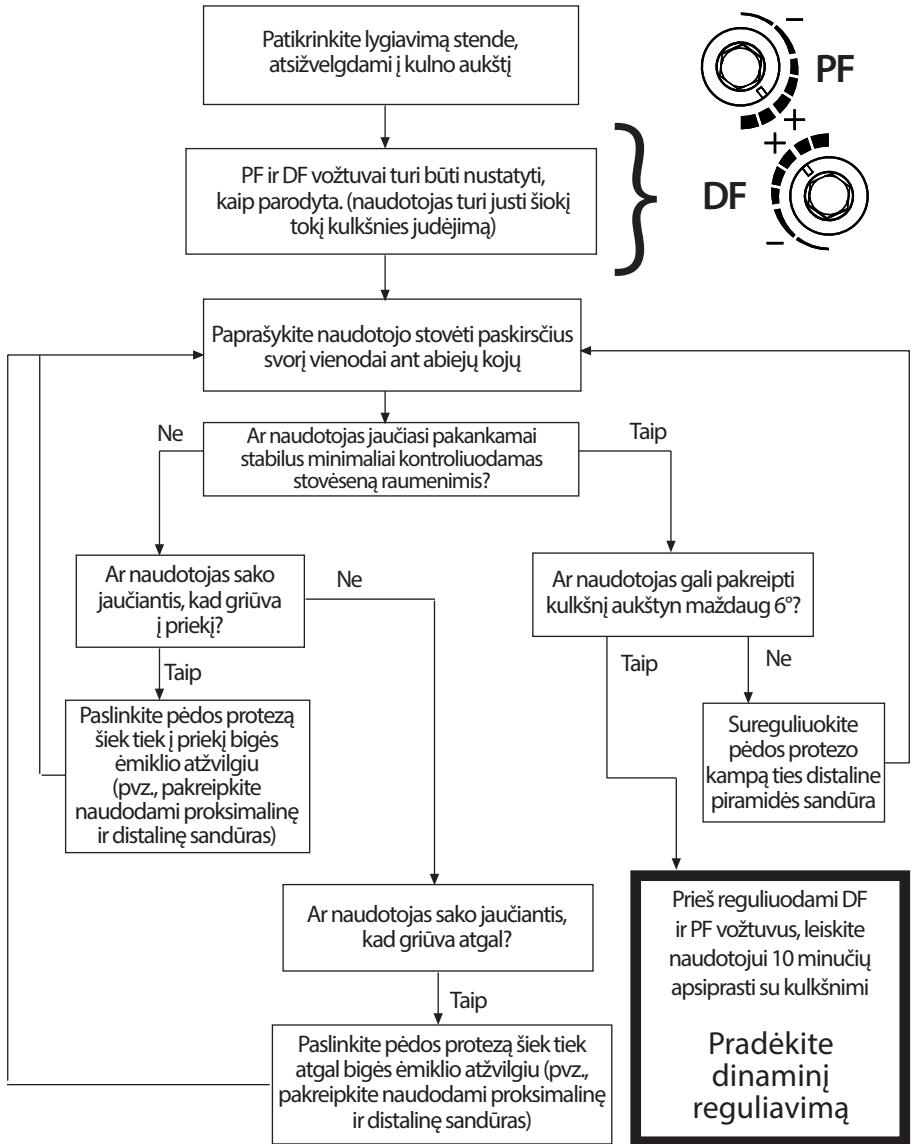 Patikrinkite lygiavimą stende,
atsižvelgdami į kulno aukštį
PF
DF
PF ir DF vožtuvai turi būti nustatyti,
kaip parodyta. (naudotojas turi justi šiokį
tokį kulkšnies judėjimą)
Paprašykite naudotojo stovėti paskirsčius
svorį vienodai ant abiejų kojų
Ne
Ar naudotojas jaučiasi pakankamai
stabilus minimaliai kontroliuodamas
stovėseną raumenimis?
Taip
Ar naudotojas sako
jaučiantis, kad griūva
į priekį?
Ne
Ar naudotojas gali pakreipti
kulkšnį aukštyn maždaug 6°?
Taip
Paslinkite pėdos protezą
šiek tiek į priekį bigės
ėmiklio atžvilgiu
(pvz., pakreipkite
naudodami proksimalinę
ir distalinę sandūras)
Taip
Ne
Sureguliuokite
pėdos protezo
kampą ties distaline
piramidės sandūra
Ar naudotojas sako jaučiantis,
kad griūva atgal?
Taip
Paslinkite pėdos protezą šiek tiek
atgal bigės ėmiklio atžvilgiu (pvz.,
pakreipkite naudodami proksimalinę
ir distalinę sandūras)
Prieš reguliuodami DF
ir PF vožtuvus, leiskite
naudotojui 10 minučių
apsiprasti su kulkšnimi
Pradėkite
dinaminį
reguliavimą